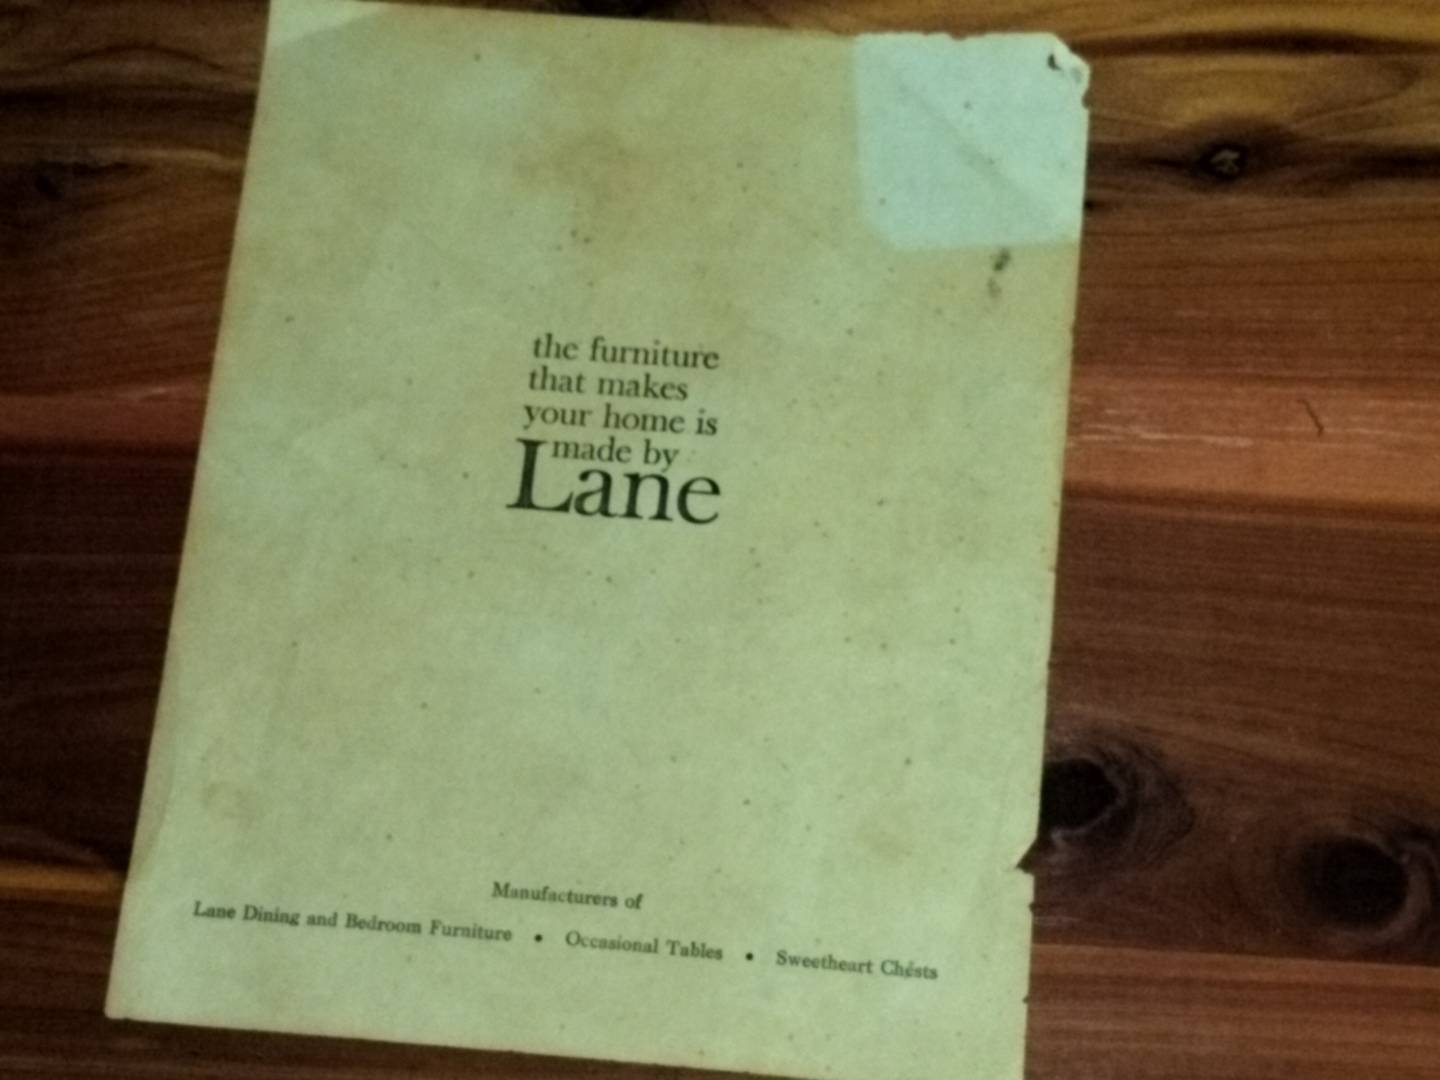 the furniture
that makes
your home is
made by
Lane
Manufacturers of
Lane Dining and Bedroom Furniture • Occasional Tables • Sweetheart Chests